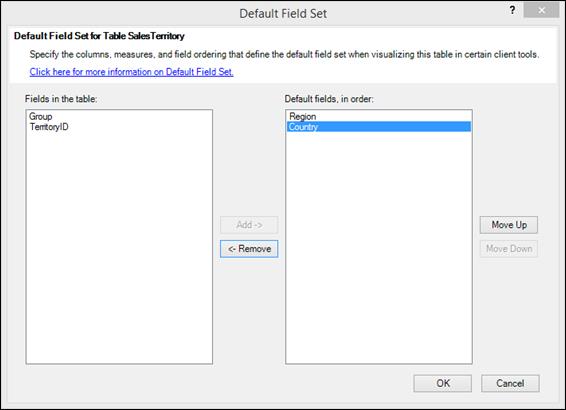 Default Field Set
?
Default Field Set for Table SalesTerritory
Specify the columns, measures, and field ordering that define the default field set when visualizing this table in certain client tools.
Click here for more information on Default Field Set.
Fields in the table:
Default fields, in order:
Group
TerritoryID
Region
Country
Add ->
<- Remove
Move Up
Move Down
OK
Cancel